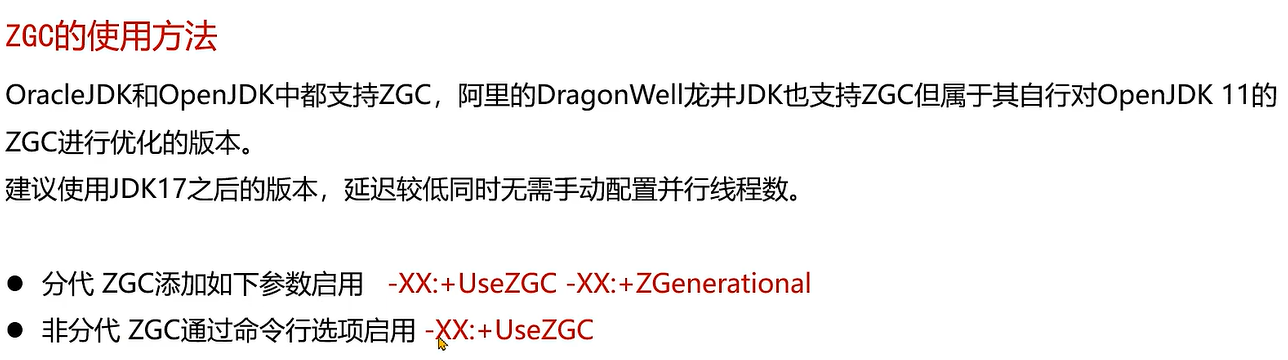 ZGC的使用方法
OracleJDK和OpenJDK中都支持ZGC，阿里的DragonWell龙井JDK也支持ZGC但属于其自行对OpenJDK 11的
ZGC进行优化的版本。
建议使用JDK17之后的版本，延迟较低同时无需手动配置并行线程数。
● 分代 ZGC添加如下参数启用 -XX:+UseZGC -XX:+ZGenerational
● 非分代 ZGC通过命令行选项启用 -XX:+UseZGC